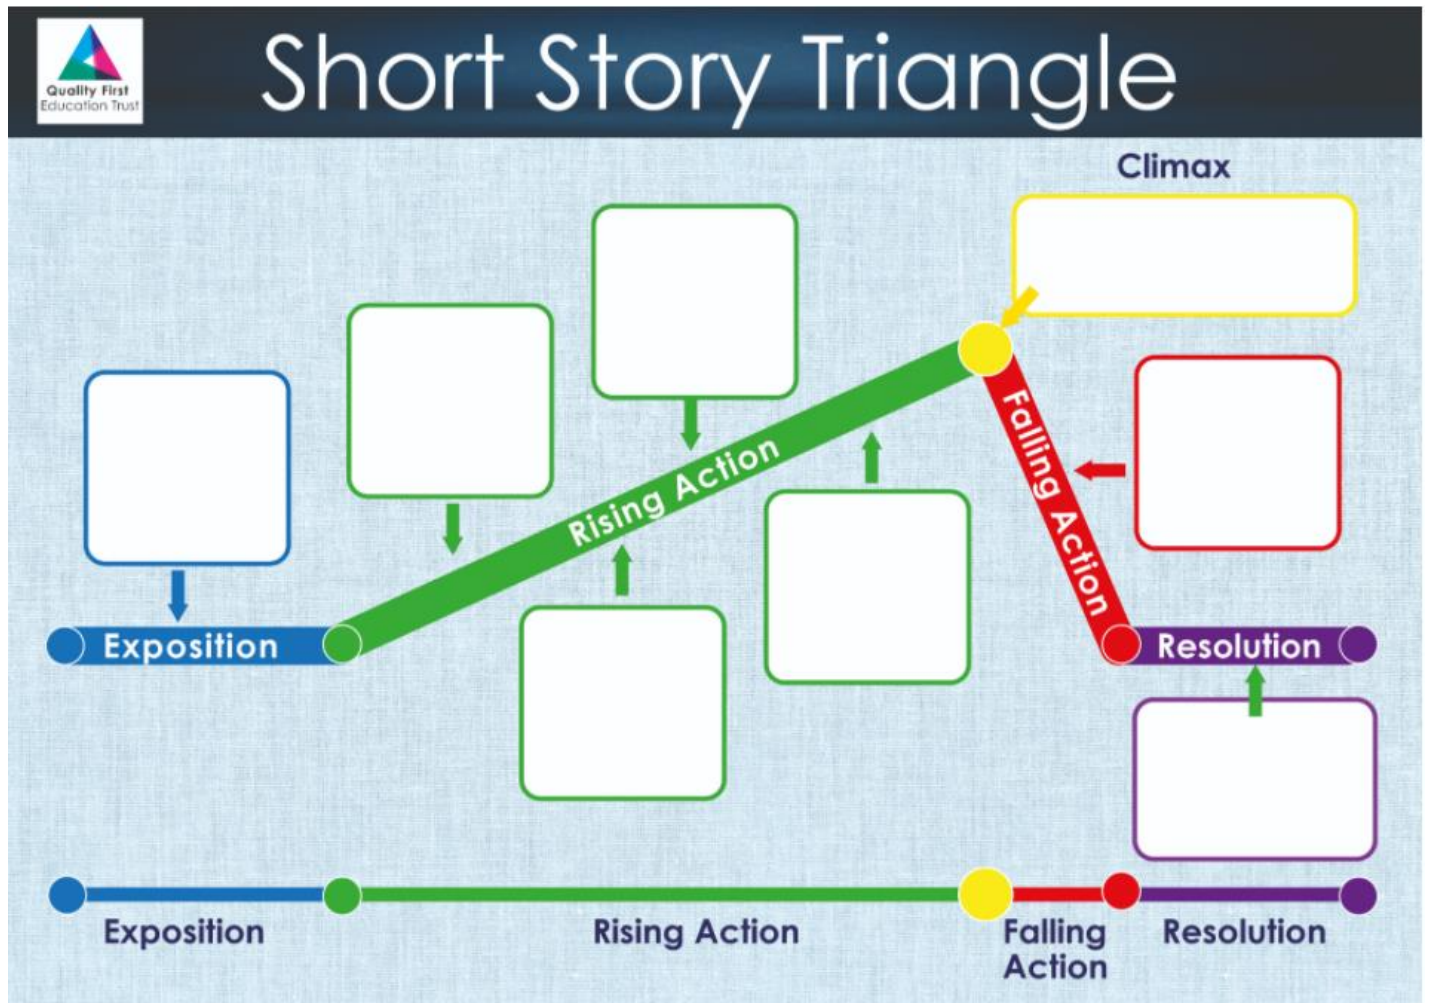 Quality First
Education Trust
Short Story Triangle
Climax
Rising Action
Falling Action
Exposition
Resolution
Exposition
Rising Action
Falling
Action
Resolution